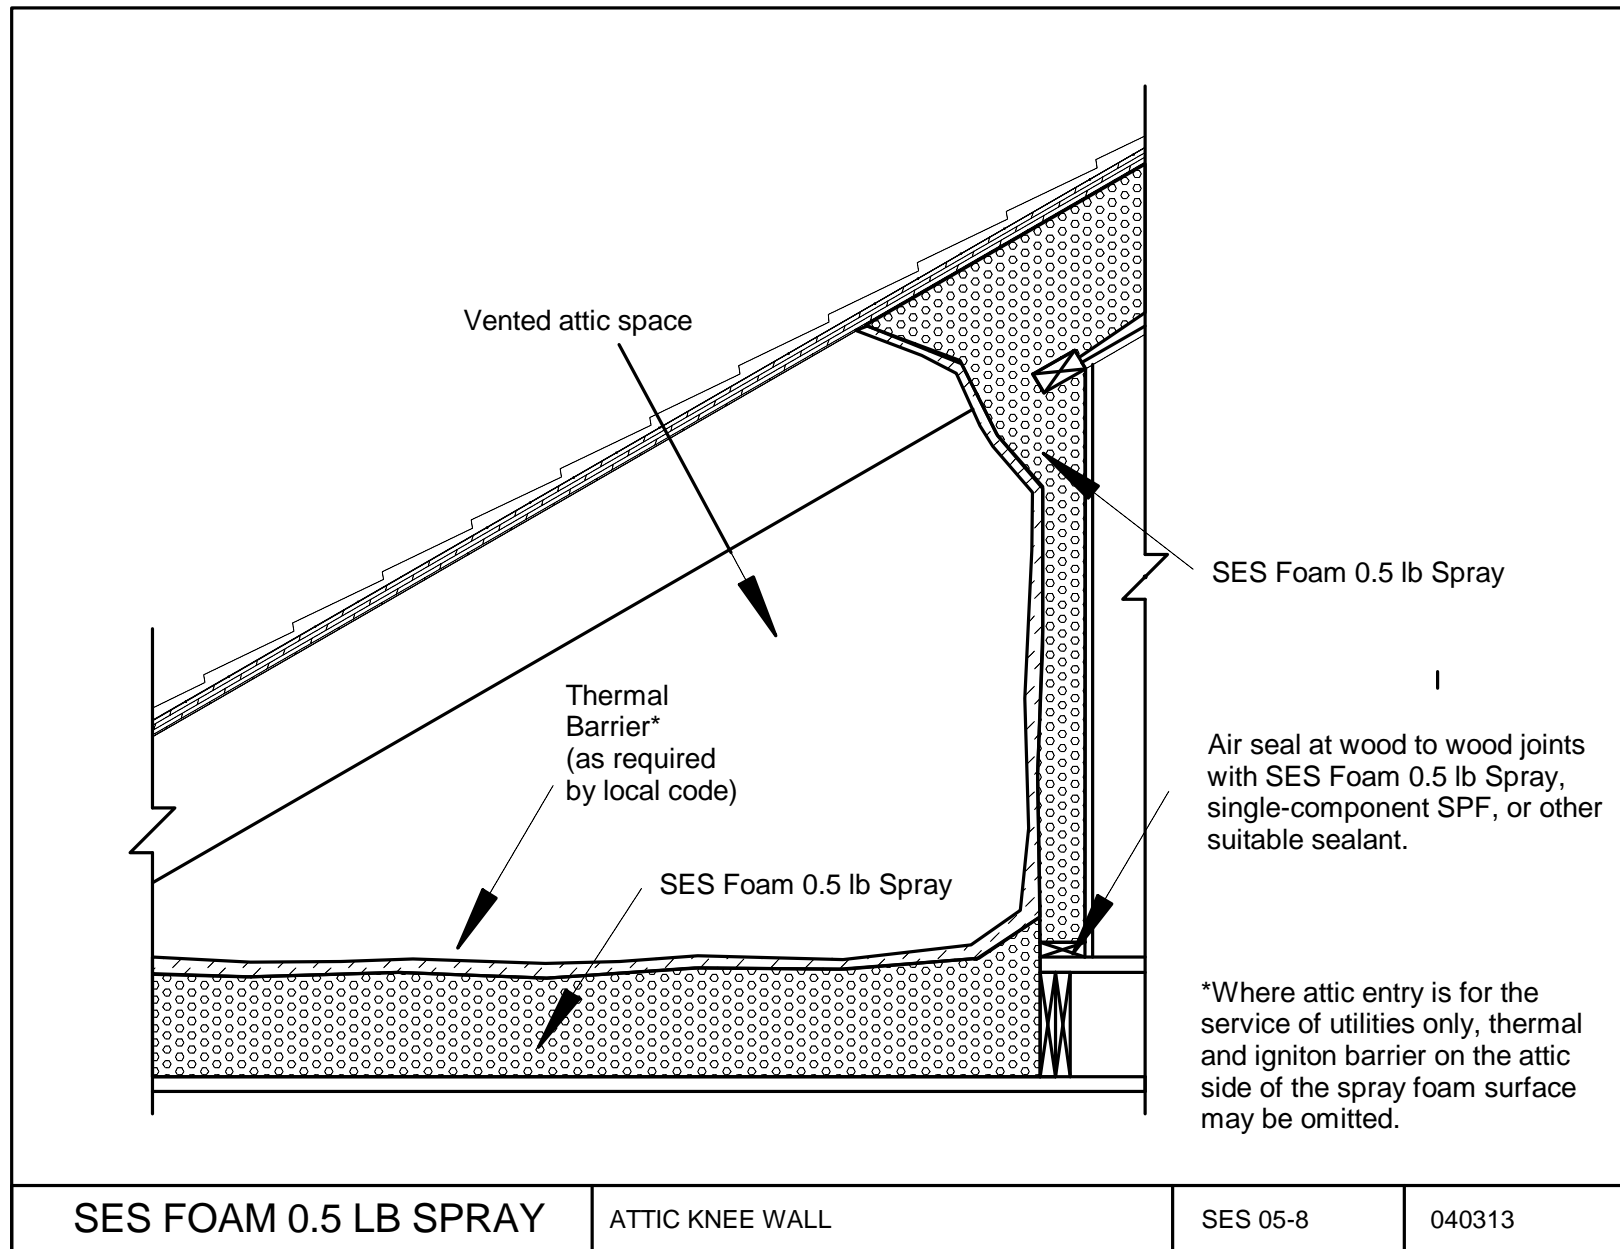 Vented attic space
SES Foam 0.5 lb Spray
Thermal
Barrier*
(as required
by local code)
Air seal at wood to wood joints
with SES Foam 0.5 lb Spray,
single-component SPF, or other
suitable sealant.
SES Foam 0.5 lb Spray
*Where attic entry is for the
service of utilities only, thermal
and igniton barrier on the attic
side of the spray foam surface
may be omitted.
SES FOAM 0.5 LB SPRAY
ATTIC KNEE WALL
SES 05-8
040313